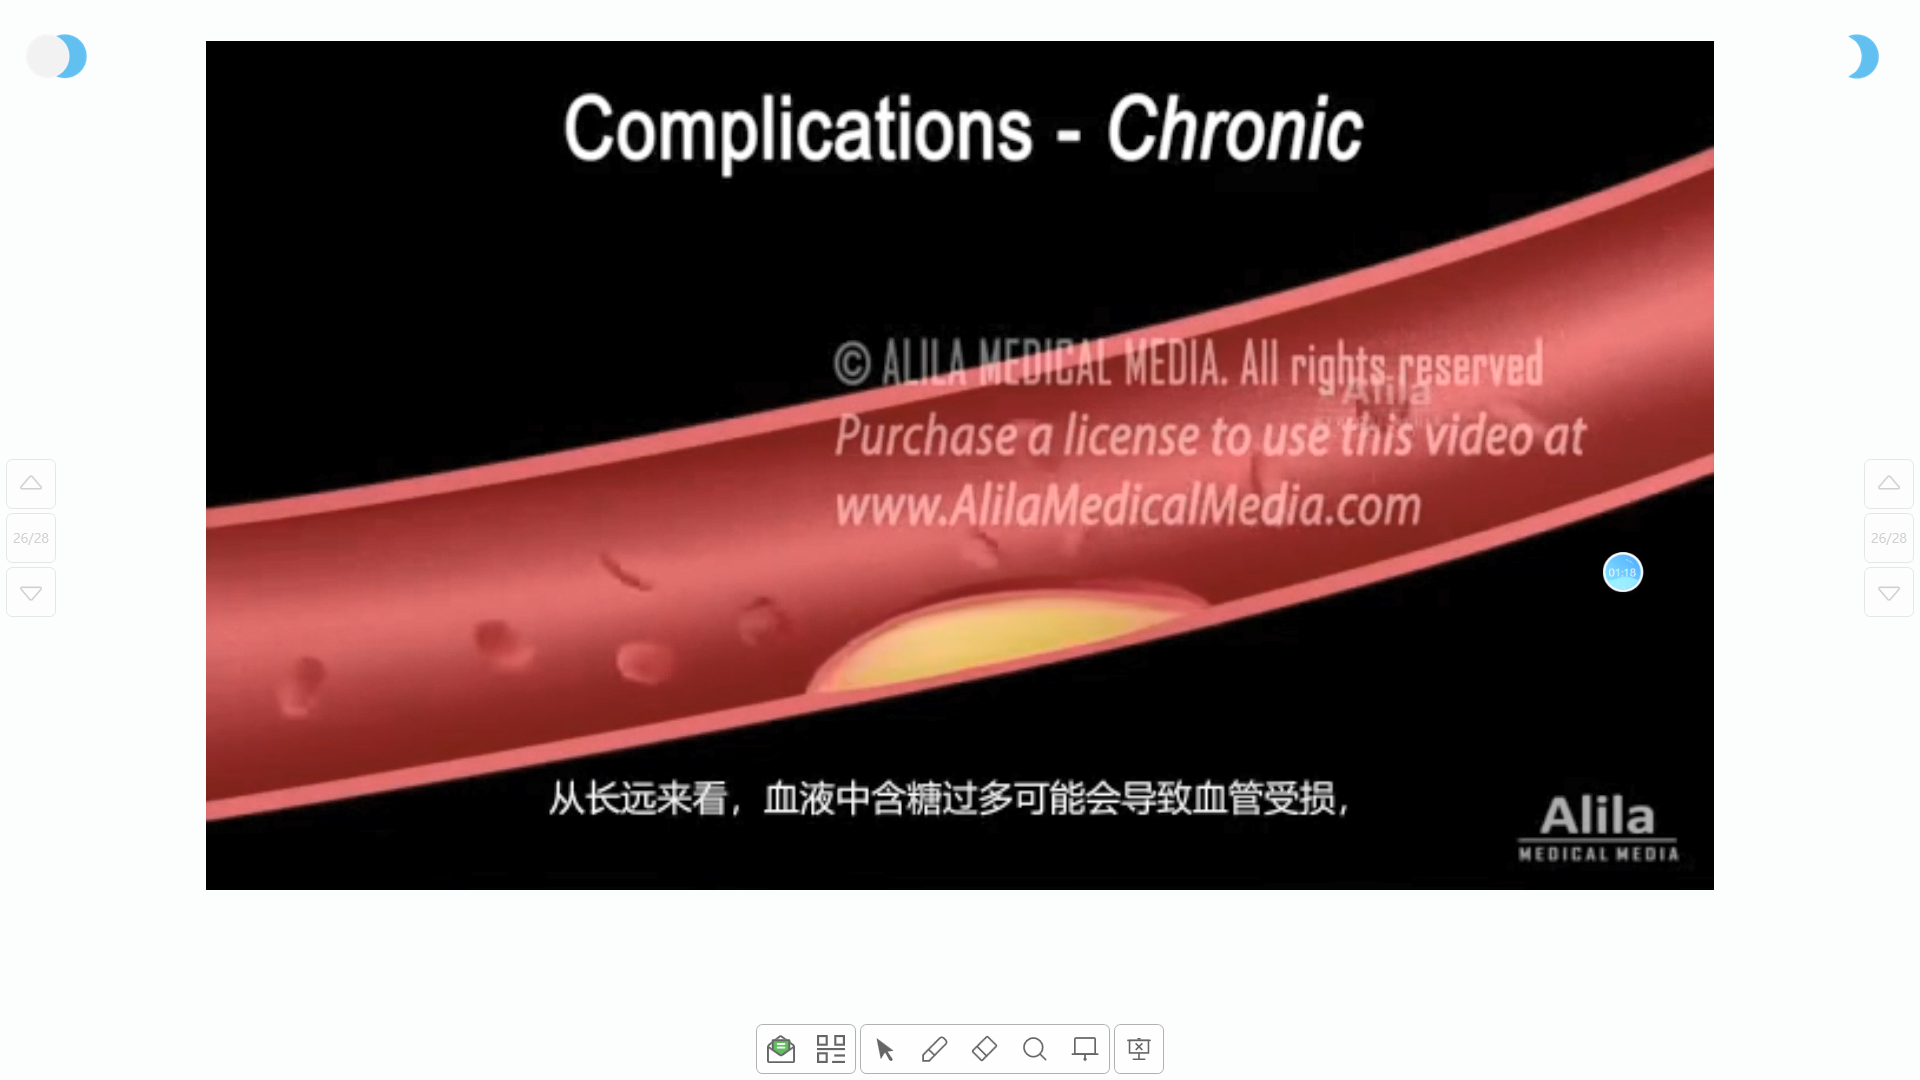 Complications - Chronic
© ALILA MEDICAL MEDIA. All rights reserved
Alila
Purchase a license to use this video at
www.AlilaMedicalMedia.com
26/28
26/28
01:18
从长远来看，血液中含糖过多可能会导致血管受损，
Alila
MEDICAL MEDIA